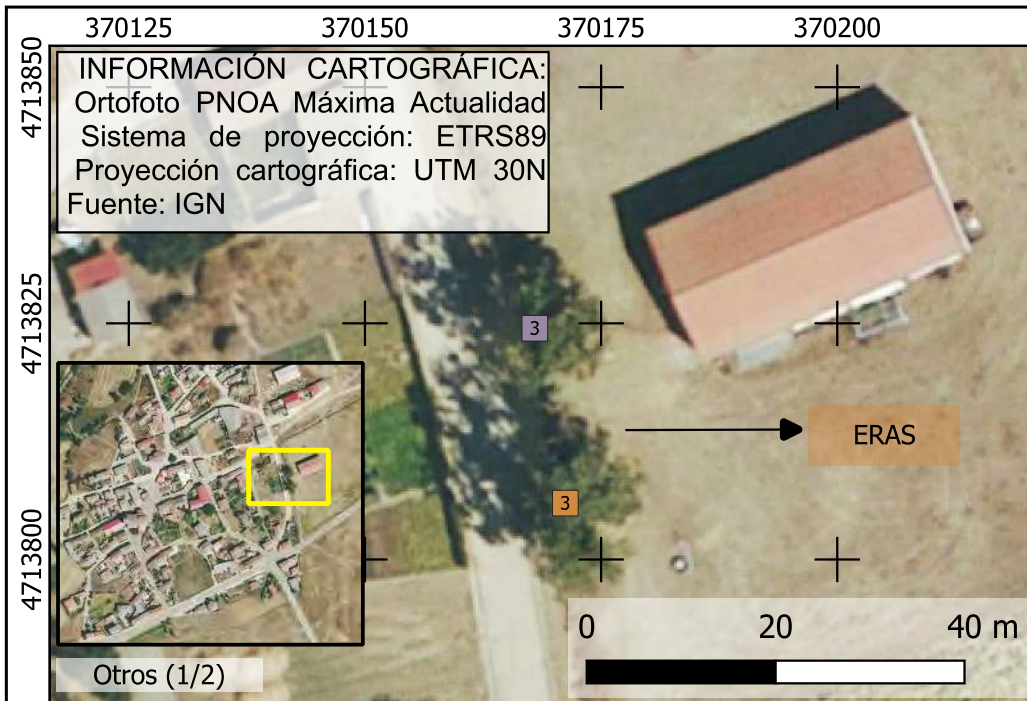 370125 370150 370175 370200
4713850
INFORMACIÓN CARTOGRÁFICA:
Ortofoto PNOA Máxima Actualidad
Sistema de proyección: ETRS89
Proyección cartográfica: UTM 30N
Fuente: IGN
4713825
3
ERAS
3
4713800
0 20 40 m
Otros (1/2)